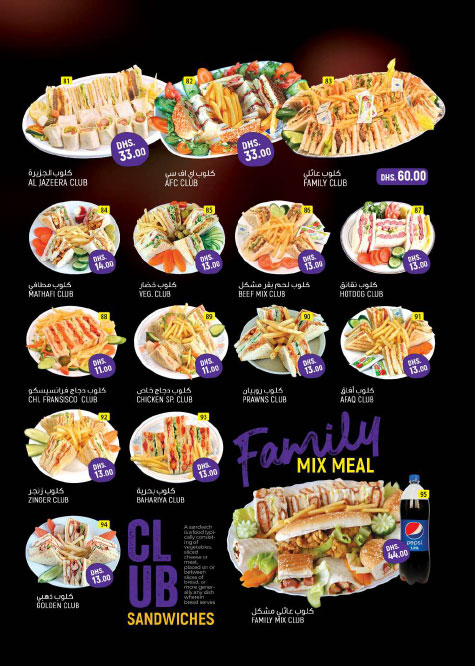 81
82
83
DHS.
33.00
DHS.
33.00
DHS. 60.00
كلوب الجزيرة
AL JAZEERA CLUB
كلوب اي اف سي
AFC CLUB
كلوب عائلي
FAMILY CLUB
84
85
86
87
DHS.
14.00
DHS.
13.00
DHS.
13.00
DHS.
13.00
كلوب مطافي
MATHAFI CLUB
كلوب خضار
VEG. CLUB
كلوب لحم بقر مشكل
BEEF MIX CLUB
كلوب نقانق
HOTDOG CLUB
88
89
90
91
DHS.
11.00
DHS.
11.00
DHS.
13.00
DHS.
13.00
كلوب دجاج فرانسيسكو
CHI. FRANSISCO CLUB
كلوب دجاج خاص
CHICKEN SP. CLUB
كلوب روبيان
PRAWNS CLUB
كلوب أفاق
AFAQ CLUB
92
93
DHS.
13.00
DHS.
13.00
كلوب زنجر
ZINGER CLUB
كلوب بحرية
BAHARIYA CLUB
Family
MIX MEAL
94
DHS.
13.00
كلوب ذهبي
GOLDEN CLUB
CL
UB
SANDWICHES
A sandwich
is a food typi-
cally consist-
ing of
vegetables,
sliced
cheese or
meat,
placed on or
between
slices of
bread, or
more gener-
ally any dish
wherein
bread serves
95
pepsi
DHS.
44.00
كلوب عائلي مشكل
FAMILY MIX CLUB